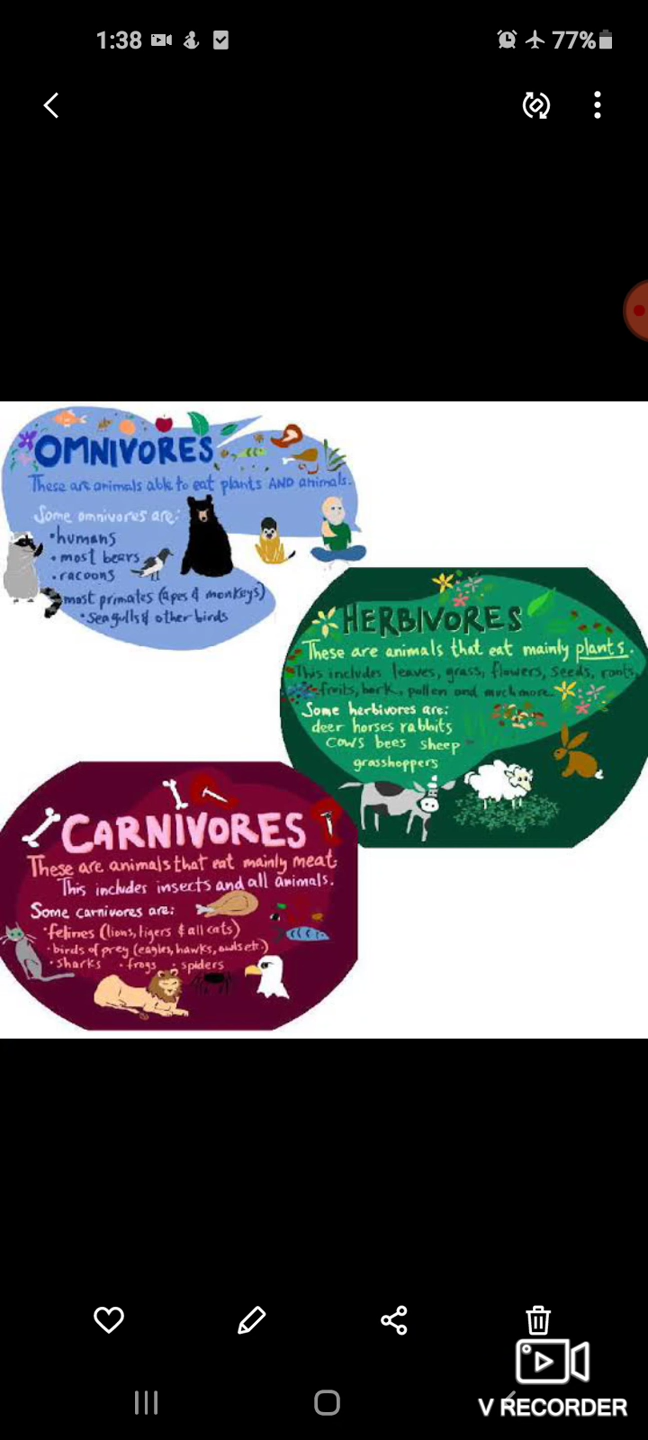 1:38
77%
OMNIVORES
These are animals able to eat plants AND animals.
Some omnivores are:
•humans
• most bears
• racoons
most primates (apes & monkeys)
•Seagulls & other birds
HERBIVORES
These are animals that eat mainly plants.
This includes leaves, grass, flowers, seeds, roots,
fruits, bark, pollen and much more.
Some herbivores are:
deer horses rabbits
cows bees sheep
grasshoppers
CARNIVORES
These are animals that eat mainly meat.
This includes insects and all animals.
Some carnivores are:
•felines (lions, tigers & all cats)
•birds of prey (eagles, hawks, owls etc.)
•sharks •frogs •spiders
V RECORDER